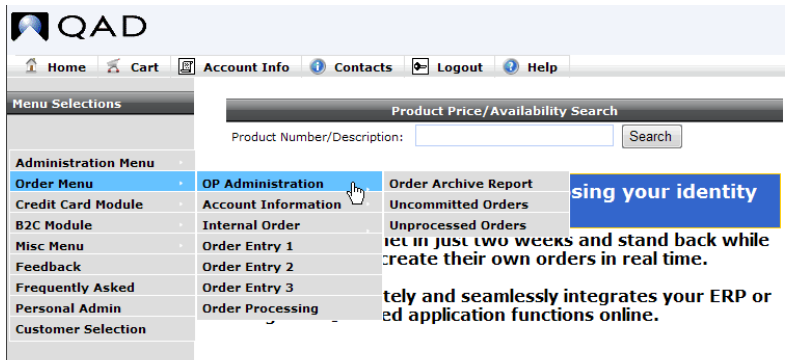 QAD
Home Cart Account Info Contacts Logout Help
Menu Selections
Product Price/Availability Search
Product Number/Description: Search
Administration Menu
Order Menu OP Administration Order Archive Report
sing your identity
Credit Card Module Account Information Uncommitted Orders
B2C Module Internal Order Unprocessed Orders
Misc Menu Order Entry 1 in just two weeks and stand back while
Feedback Order Entry 2 create their own orders in real time.
Frequently Asked Order Entry 3
tely and seamlessly integrates your ERP or
Personal Admin Order Processing
ed application functions online.
Customer Selection